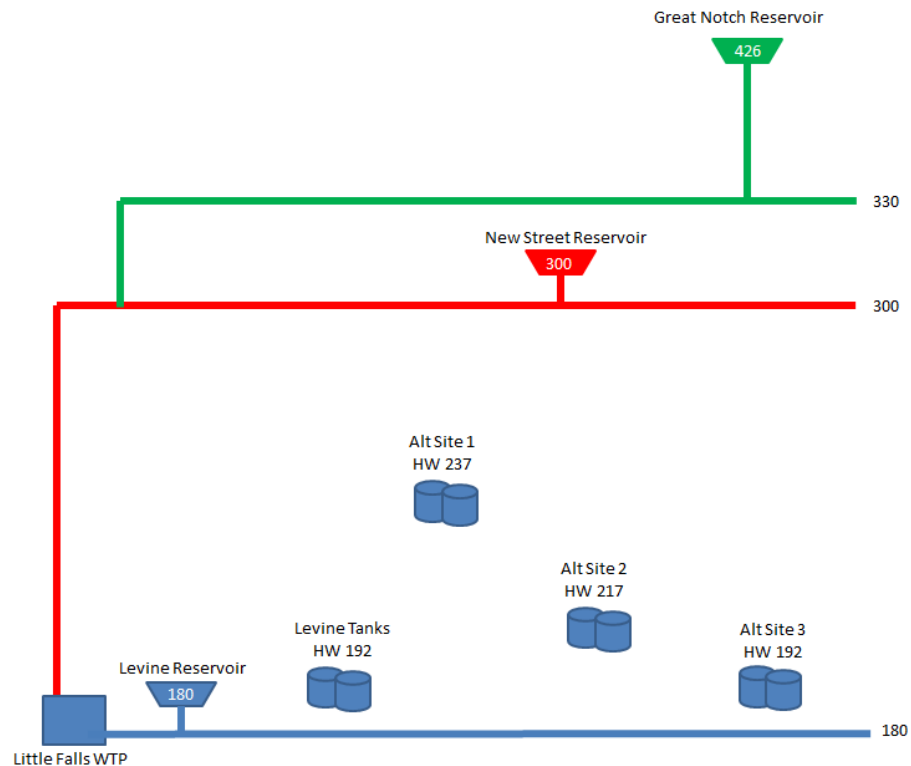 Great Notch Reservoir
426
330
New Street Reservoir
300
300
Alt Site 1
HW 237
Alt Site 2
HW 217
Levine Tanks
HW 192
Alt Site 3
HW 192
Levine Reservoir
180
180
Little Falls WTP